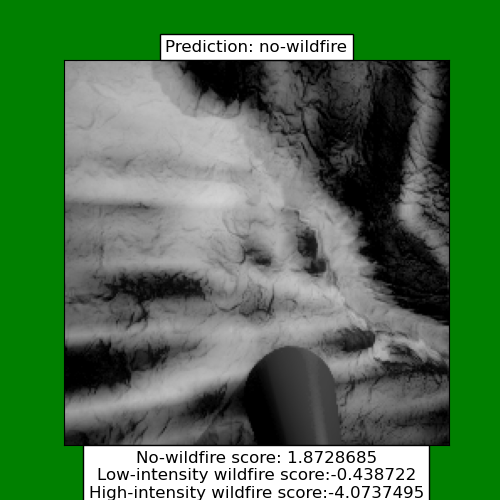 Prediction: no-wildfire
No-wildfire score: 1.8728685
Low-intensity wildfire score:-0.438722
High-intensity wildfire score:-4.0737495